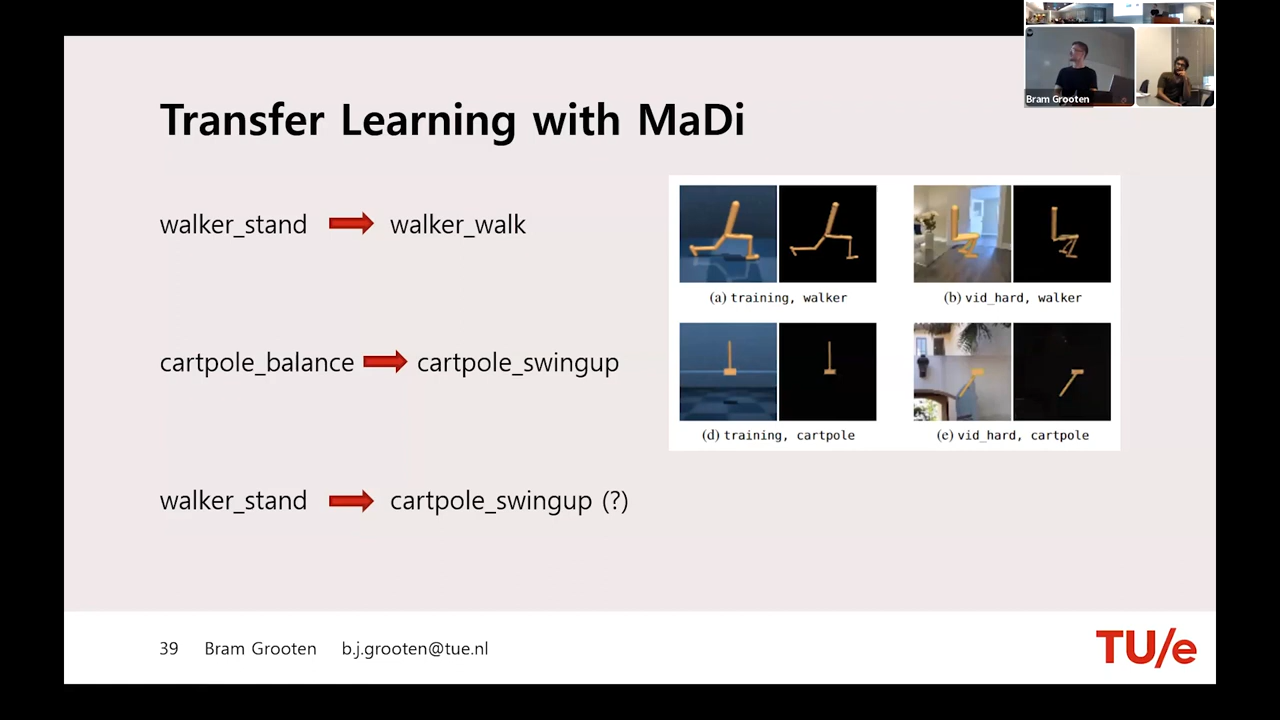 Transfer Learning with MaDi
walker_stand walker_walk
cartpole_balance cartpole_swingup
walker_stand cartpole_swingup (?)
(a) training, walker
(b) vid_hard, walker
(d) training, cartpole
(e) vid_hard, cartpole
39 Bram Grooten b.j.grooten@tue.nl
TU/e
Bram Grooten